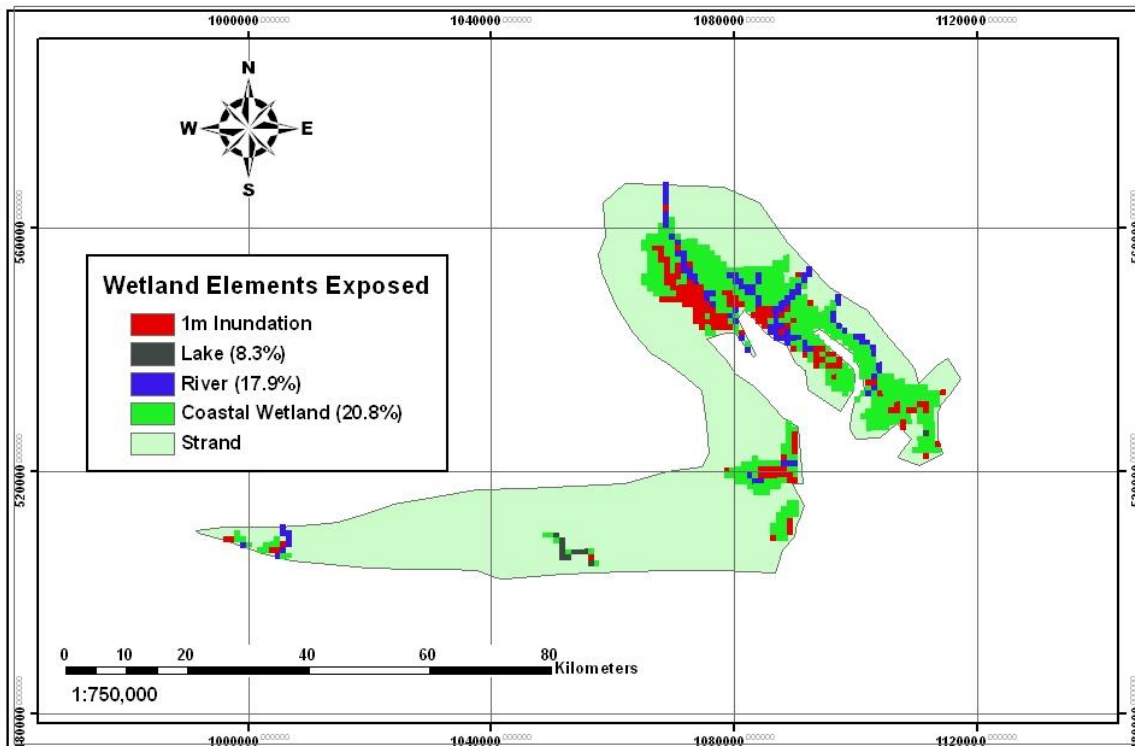 1000000 1040000 1080000 1120000
N
W E
S
560000
520000
Wetland Elements Exposed
1m Inundation
Lake (8.3%)
River (17.9%)
Coastal Wetland (20.8%)
Strand
0 10 20 40 60 80 Kilometers
1:750,000
1000000 1040000 1080000 1120000